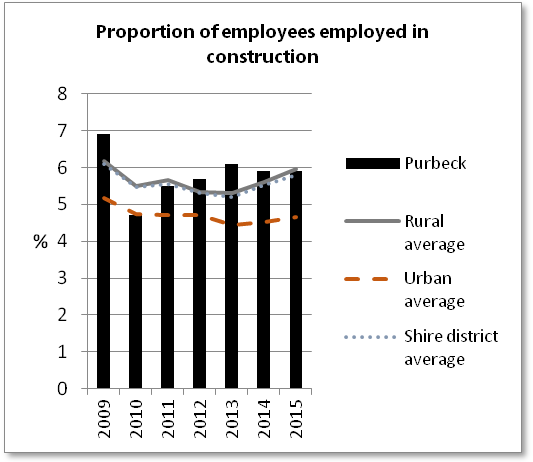 Proportion of employees employed in
construction
8
7
6
5
% 4
3
2
1
0
2009 2010 2011 2012 2013 2014 2015
Purbeck
Rural
average
Urban
average
Shire district
average